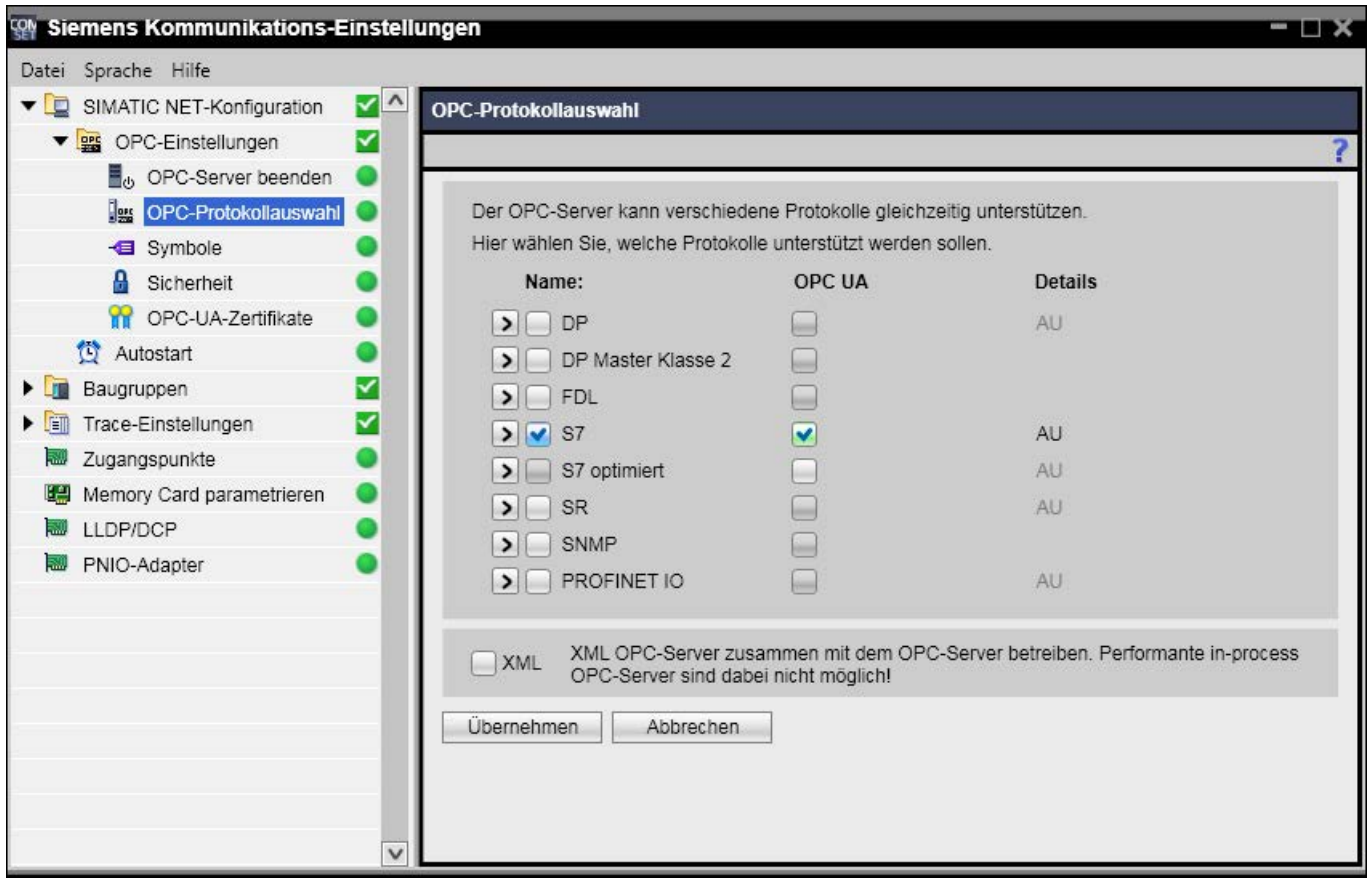 Siemens Kommunikations-Einstellungen
Datei Sprache Hilfe
SIMATIC NET-Konfiguration
OPC-Einstellungen
OPC-Server beenden
OPC-Protokollauswahl
Symbole
Sicherheit
OPC-UA-Zertifikate
Autostart
Baugruppen
Trace-Einstellungen
Zugangspunkte
Memory Card parametrieren
LLDP/DCP
PNIO-Adapter
OPC-Protokollauswahl
?
Der OPC-Server kann verschiedene Protokolle gleichzeitig unterstützen.
Hier wählen Sie, welche Protokolle unterstützt werden sollen.
Name: OPC UA Details
DP AU
DP Master Klasse 2
FDL
S7 AU
S7 optimiert AU
SR AU
SNMP
PROFINET IO AU
XML XML OPC-Server zusammen mit dem OPC-Server betreiben. Performante in-process
OPC-Server sind dabei nicht möglich!
Übernehmen Abbrechen